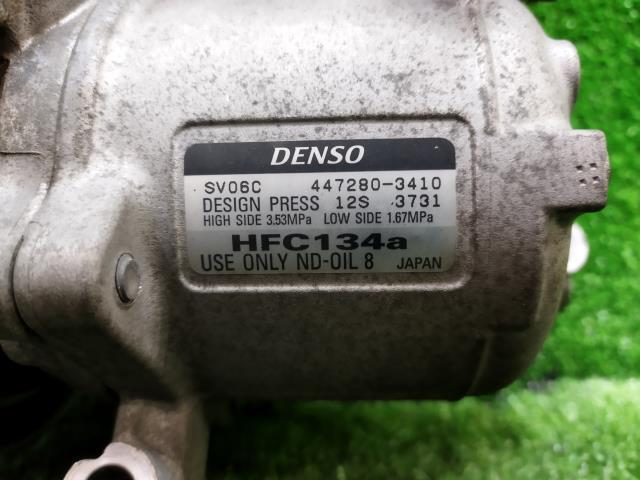 DENSO
SV06C 447280-3410
DESIGN PRESS 12S 3731
HIGH SIDE 3.53MPa LOW SIDE 1.67MPa
HFC134a
USE ONLY ND-OIL 8 JAPAN